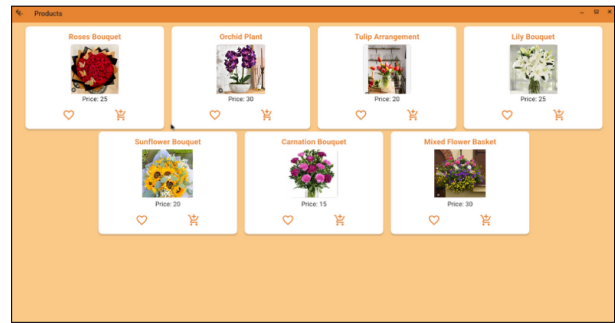 Products
Roses Bouquet
Orchid Plant
Tulip Arrangement
Lily Bouquet
Price: 25
Price: 30
Price: 20
Price: 25
Sunflower Bouquet
Carnation Bouquet
Mixed Flower Basket
Price: 20
Price: 15
Price: 30